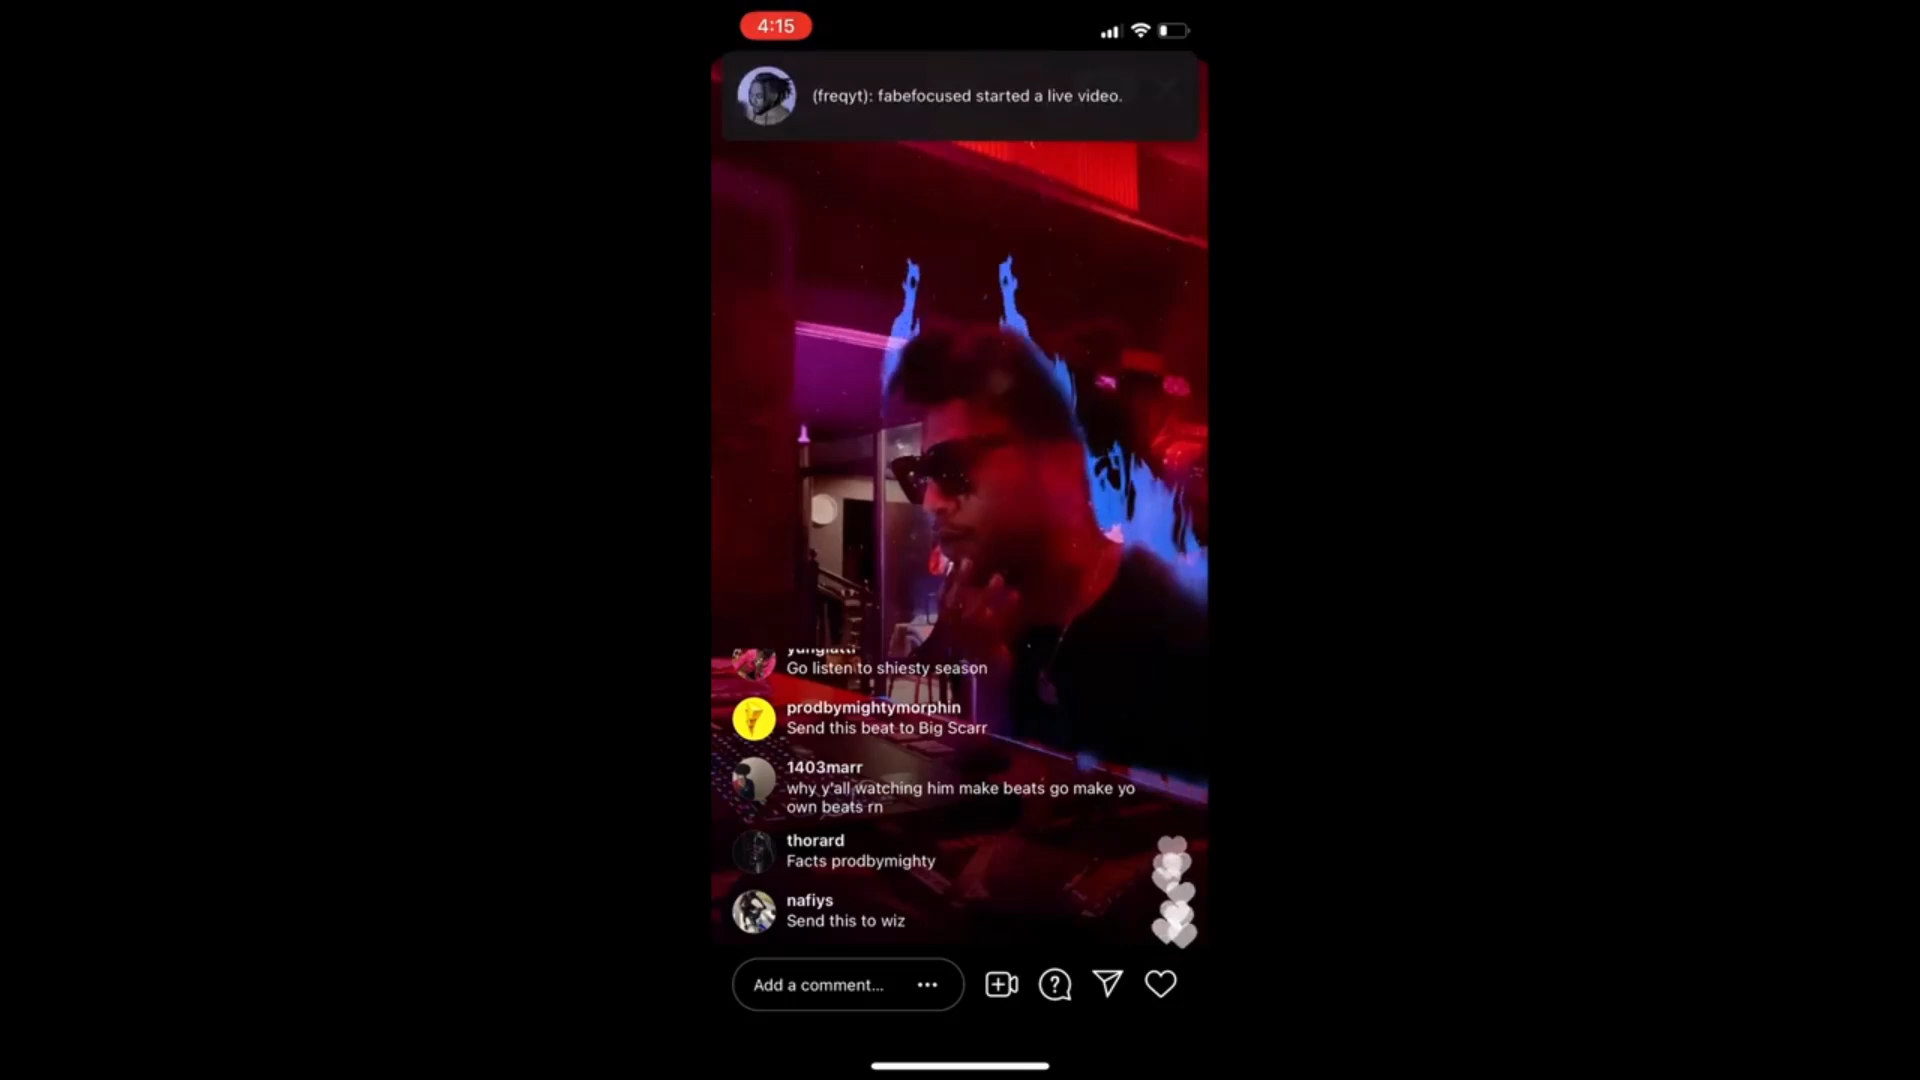 4:15
(freqyt): fabefocused started a live video.
Go listen to shiesty season
prodbymightymorphin
Send this beat to Big Scarr
1403marr
why y'all watching him make beats go make yo
own beats rn
thorard
Facts prodbymighty
nafiys
Send this to wiz
Add a comment...